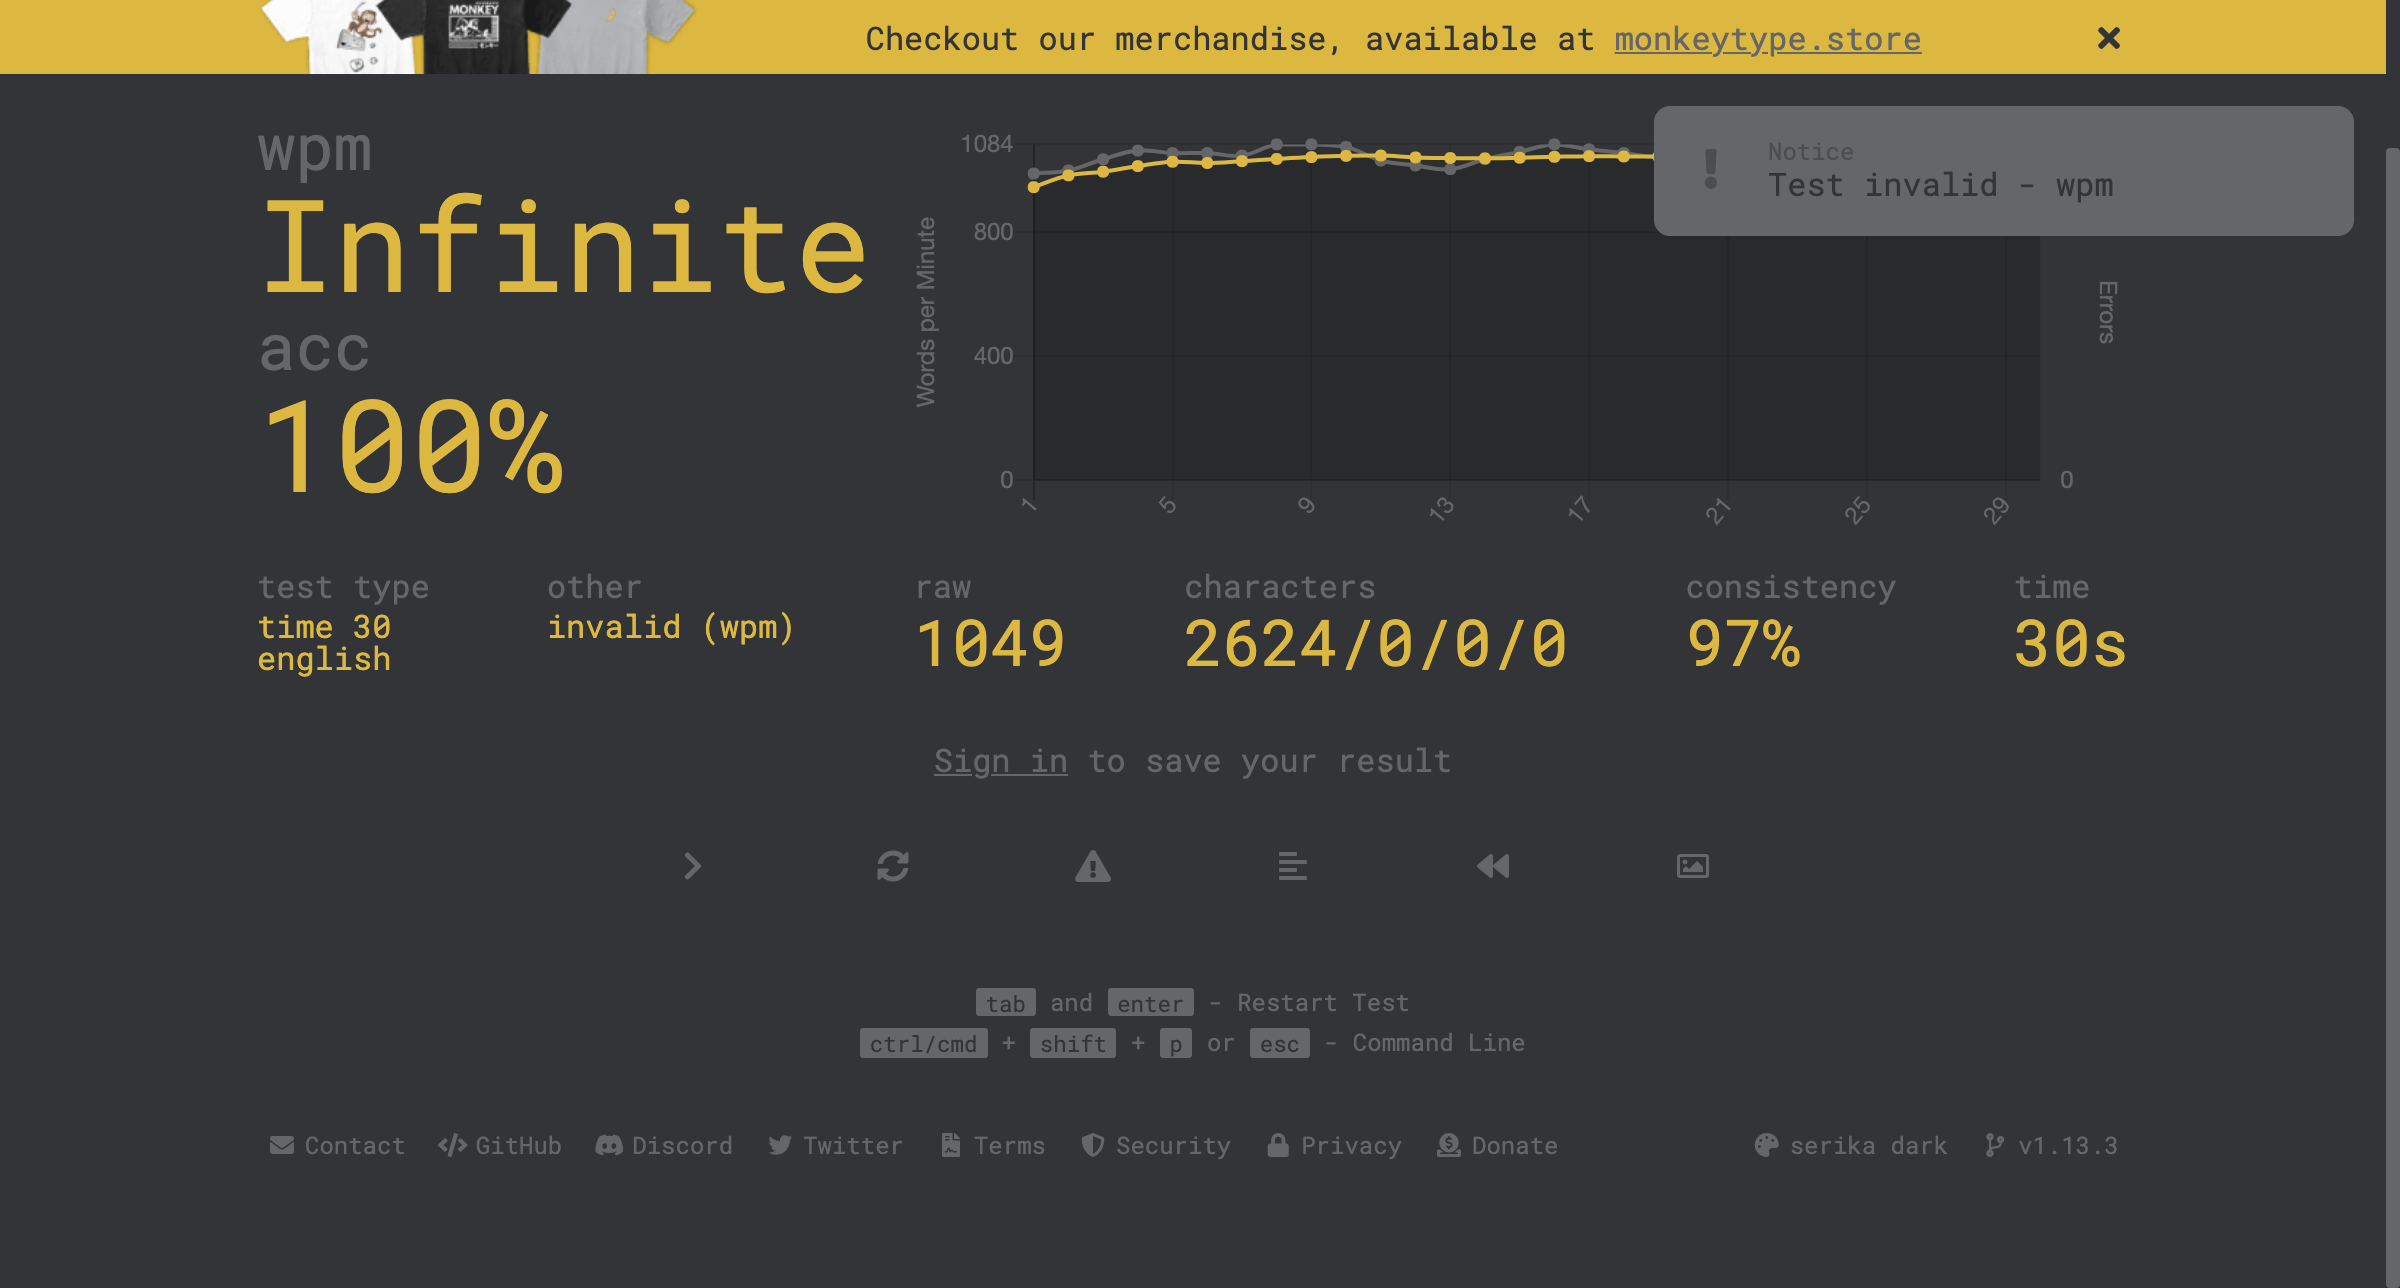 MONKEY
Checkout our merchandise, available at monkeytype.store
wpm
Infinite
acc
100%
Notice
Test invalid - wpm
Words per Minute
1084
800
400
0
1
5
9
13
17
21
25
29
0
Errors
test type
time 30
english
other
invalid (wpm)
raw
1049
characters
2624/0/0/0
consistency
97%
time
30s
Sign in to save your result
tab and enter - Restart Test
ctrl/cmd + shift + p or esc - Command Line
Contact GitHub Discord Twitter Terms Security Privacy Donate serika dark v1.13.3